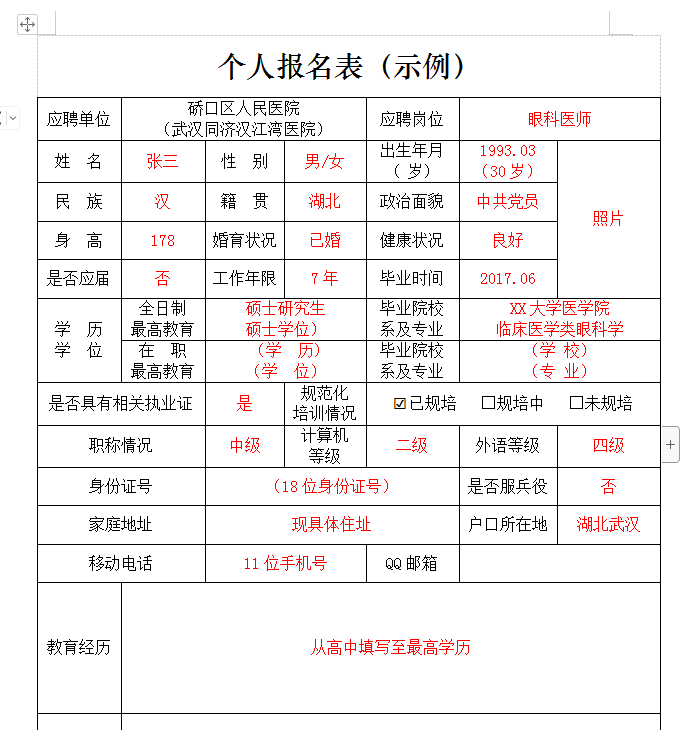 个人报名表（示例）
应聘单位 硚口区人民医院 应聘岗位 眼科医师
（武汉同济汉江湾医院）
姓 名 张三 性 别 男/女 出生年月 1993.03
（ 岁） （30 岁）
照片
民 族 汉 籍 贯 湖北 政治面貌 中共党员
身 高 178 婚育状况 已婚 健康状况 良好
是否应届 否 工作年限 7 年 毕业时间 2017.06
学 历 全日制 硕士研究生 毕业院校 XX 大学医学院
学 位 最高教育 硕士学位） 系及专业 临床医学类眼科学
在 职 （学 历） 毕业院校 （学 校）
最高教育 （学 位） 系及专业 （专 业）
是否具有相关执业证 是 规范化 ☑已规培 ☐规培中 ☐未规培
培训情况
职称情况 中级 计算机 二级 外语等级 四级
等级
身份证号 （18 位身份证号） 是否服兵役 否
家庭地址 现具体住址 户口所在地 湖北武汉
移动电话 11 位手机号 QQ 邮箱
教育经历 从高中填写至最高学历